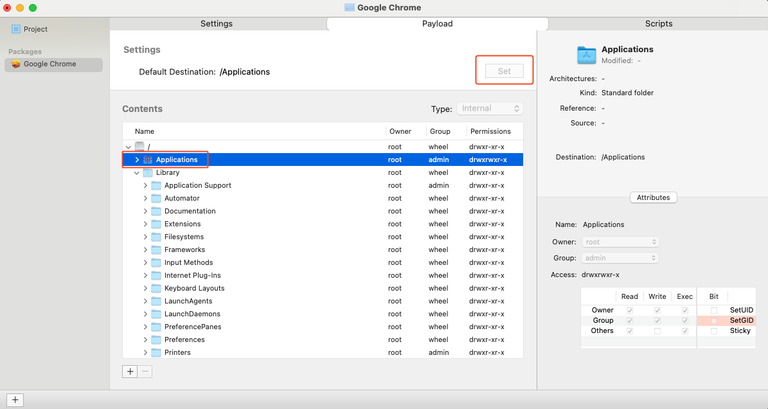 Google Chrome
Project
Packages
Google Chrome
Settings
Payload
Scripts
Settings
Default Destination: /Applications
Set
Contents
Type: Internal
Name Owner Group Permissions
/ root wheel drwxr-xr-x
Applications root admin drwxrwxr-x
Library root wheel drwxr-xr-x
Application Support root admin drwxr-xr-x
Automator root wheel drwxr-xr-x
Documentation root wheel drwxr-xr-x
Extensions root wheel drwxr-xr-x
Filesystems root wheel drwxr-xr-x
Frameworks root wheel drwxr-xr-x
Input Methods root wheel drwxr-xr-x
Internet Plug-Ins root wheel drwxr-xr-x
Keyboard Layouts root wheel drwxr-xr-x
LaunchAgents root wheel drwxr-xr-x
LaunchDaemons root wheel drwxr-xr-x
PreferencePanes root wheel drwxr-xr-x
Preferences root wheel drwxr-xr-x
Printers root admin drwxr-xr-x
Applications
Modified: -
Architectures: -
Kind: Standard folder
Reference: -
Source: -
Destination: /Applications
Attributes
Name: Applications
Owner: root
Group: admin
Access: drwxrwxr-x
Read Write Exec Bit
Owner SetUID
Group SetGID
Others Sticky